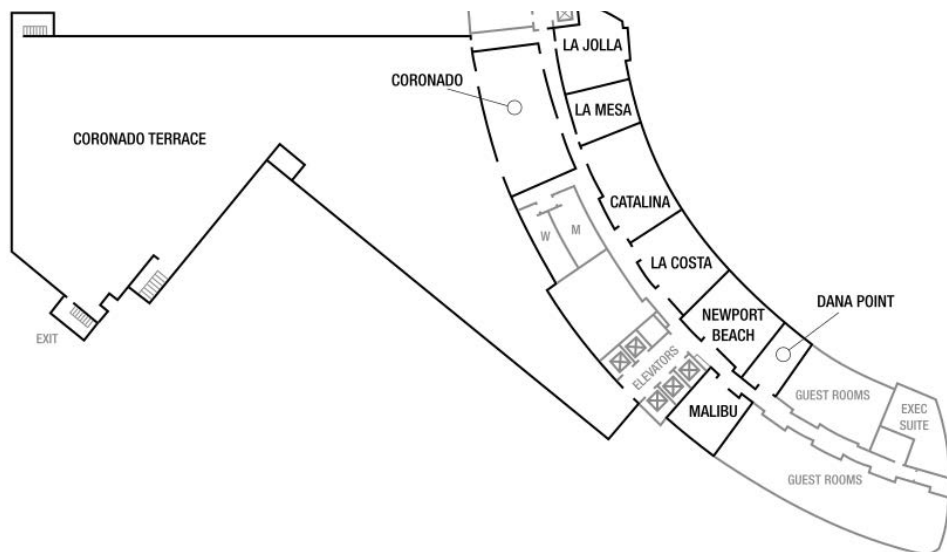 LA JOLLA
CORONADO
LA MESA
CORONADO TERRACE
CATALINA
W
M
LA COSTA
DANA POINT
NEWPORT
BEACH
EXIT
ELEVATORS
GUEST ROOMS
MALIBU
EXEC
SUITE
GUEST ROOMS